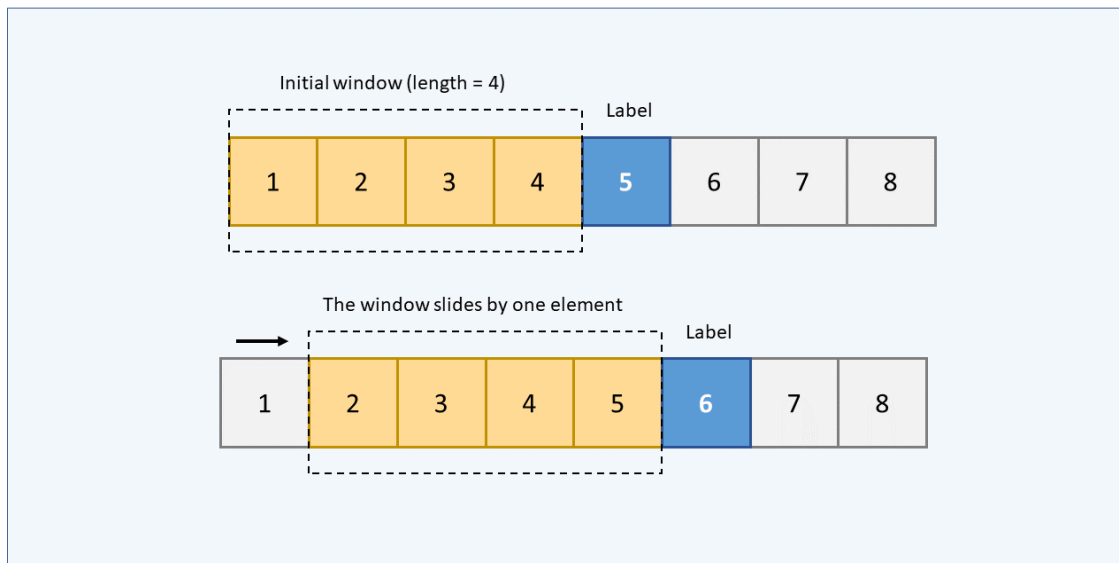 Initial window (length = 4)
Label
1 2 3 4 5 6 7 8
The window slides by one element
Label
1 2 3 4 5 6 7 8